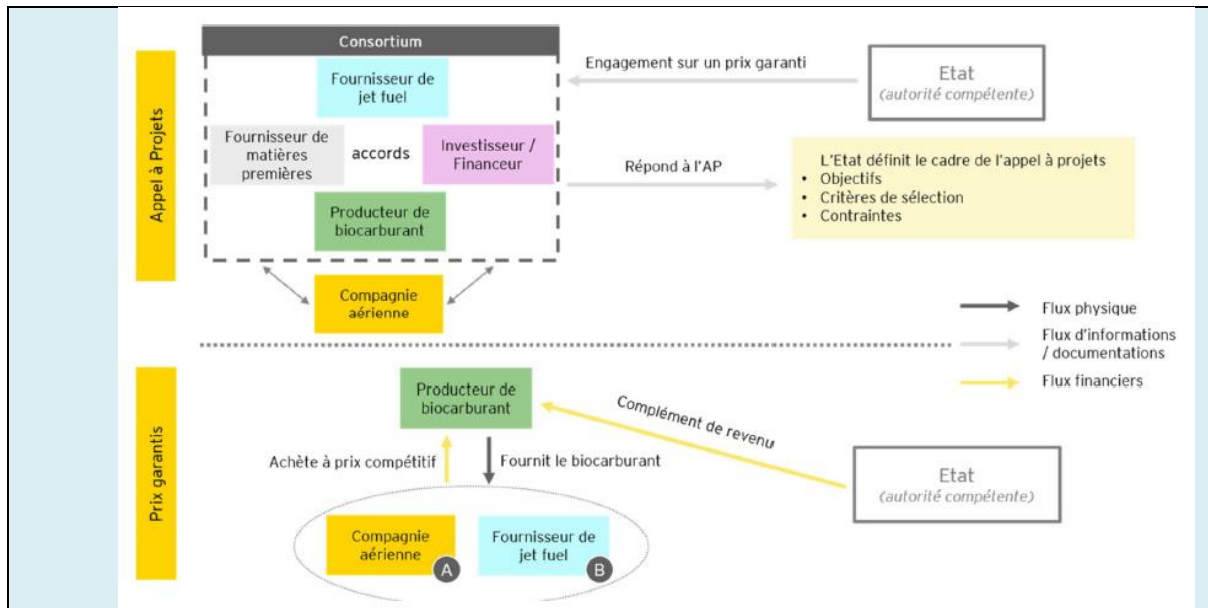 Appel à Projets
Consortium
Fournisseur de
jet fuel
Fournisseur de
matières
premières
accords
Investisseur /
Financeur
Producteur de
biocarburant
Compagnie
aérienne
Engagement sur un prix garanti
Etat
(autorité compétente)
Répond à l'AP
L'Etat définit le cadre de l'appel à projets
• Objectifs
• Critères de sélection
• Contraintes
Flux physique
Flux d'informations
/ documentations
Flux financiers
Prix garantis
Producteur de
biocarburant
Complément de revenu
Achète à prix compétitif
Fournit le biocarburant
Etat
(autorité compétente)
Compagnie
aérienne
A
Fournisseur de
jet fuel
B